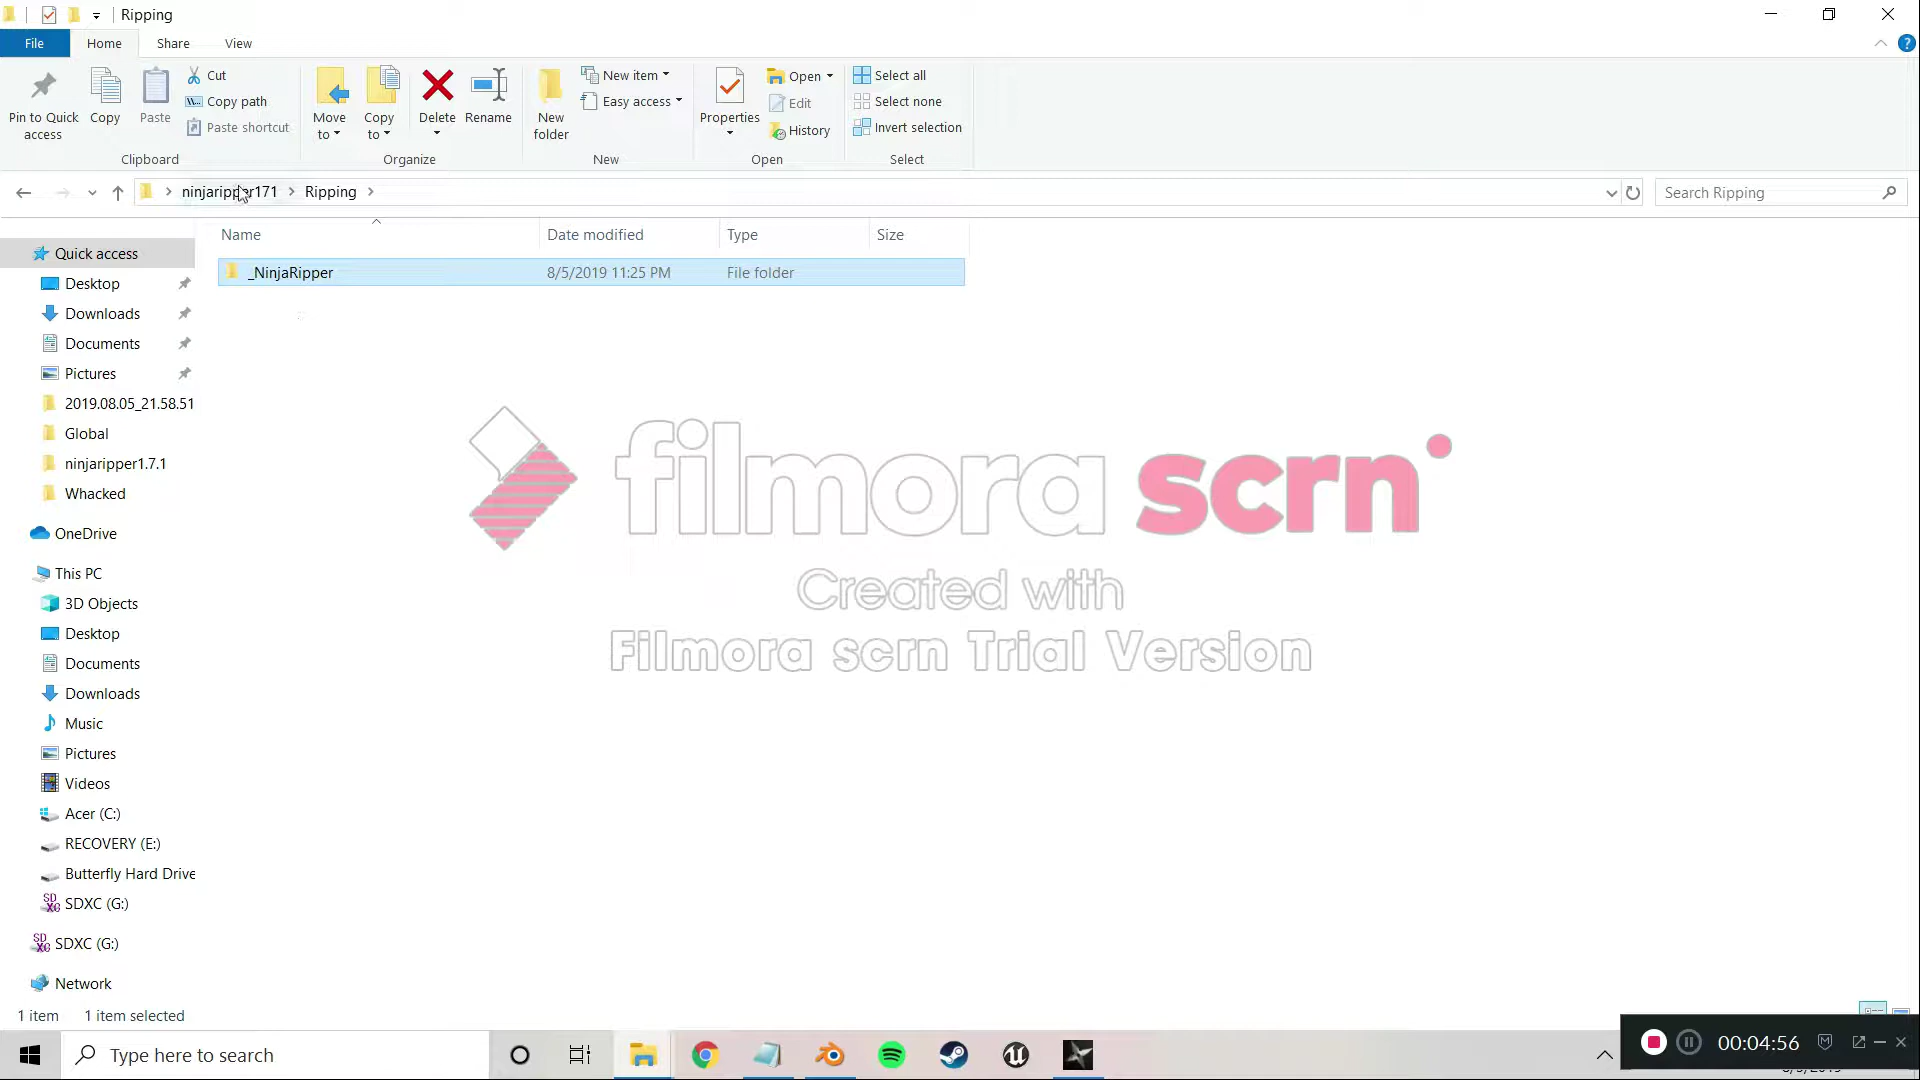 Ripping
File Home Share View
Pin to Quick access
Copy
Paste
Cut
Copy path
Paste shortcut
Clipboard
Move to
Copy to
Delete
Rename
Organize
New folder
New item
Easy access
New
Properties
Open
Edit
History
Open
Select all
Select none
Invert selection
Select
ninjaripper171 Ripping
Search Ripping
Name Date modified Type Size
_NinjaRipper 8/5/2019 11:25 PM File folder
Quick access
Desktop
Downloads
Documents
Pictures
2019.08.05_21.58.51
Global
ninjaripper1.7.1
Whacked
OneDrive
This PC
3D Objects
Desktop
Documents
Downloads
Music
Pictures
Videos
Acer (C:)
RECOVERY (E:)
Butterfly Hard Drive
SDXC (G:)
SDXC (G:)
Network
filmora scrn
Created with
Filmora scrn Trial Version
1 item 1 item selected
Type here to search
00:04:56